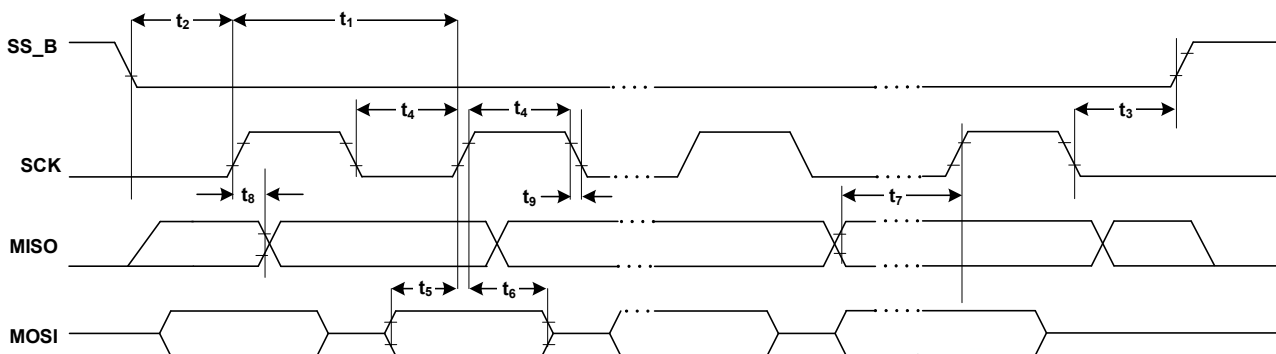 t₂
t₁
SS_B
t₄
t₄
t₃
SCK
t₈
t₉
t₇
MISO
t₅
t₆
MOSI